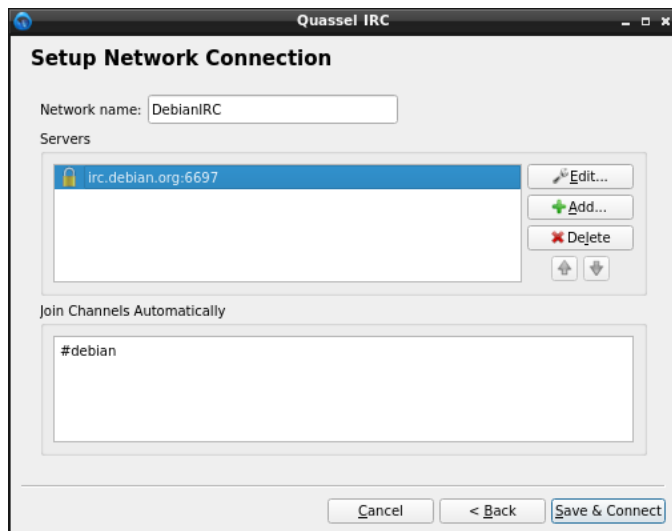 Quassel IRC
Setup Network Connection
Network name: DebianIRC
Servers
irc.debian.org:6697
Edit...
Add...
Delete
Join Channels Automatically
#debian
Cancel
< Back
Save & Connect